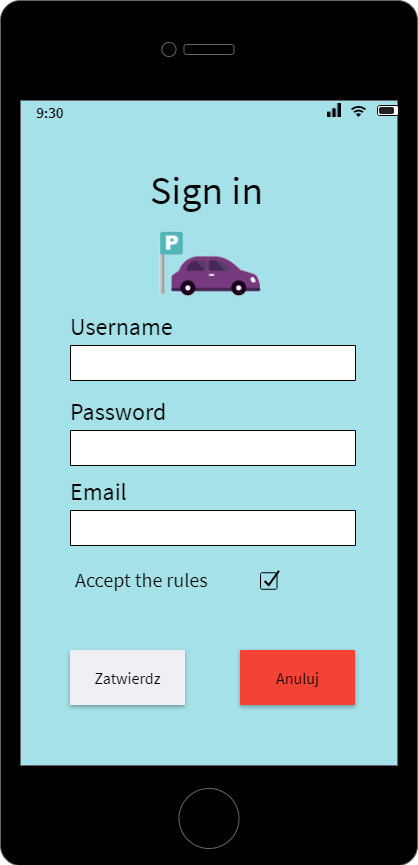 9:30
Sign in
P
Username
Password
Email
Accept the rules
Zatwierdz
Anuluj